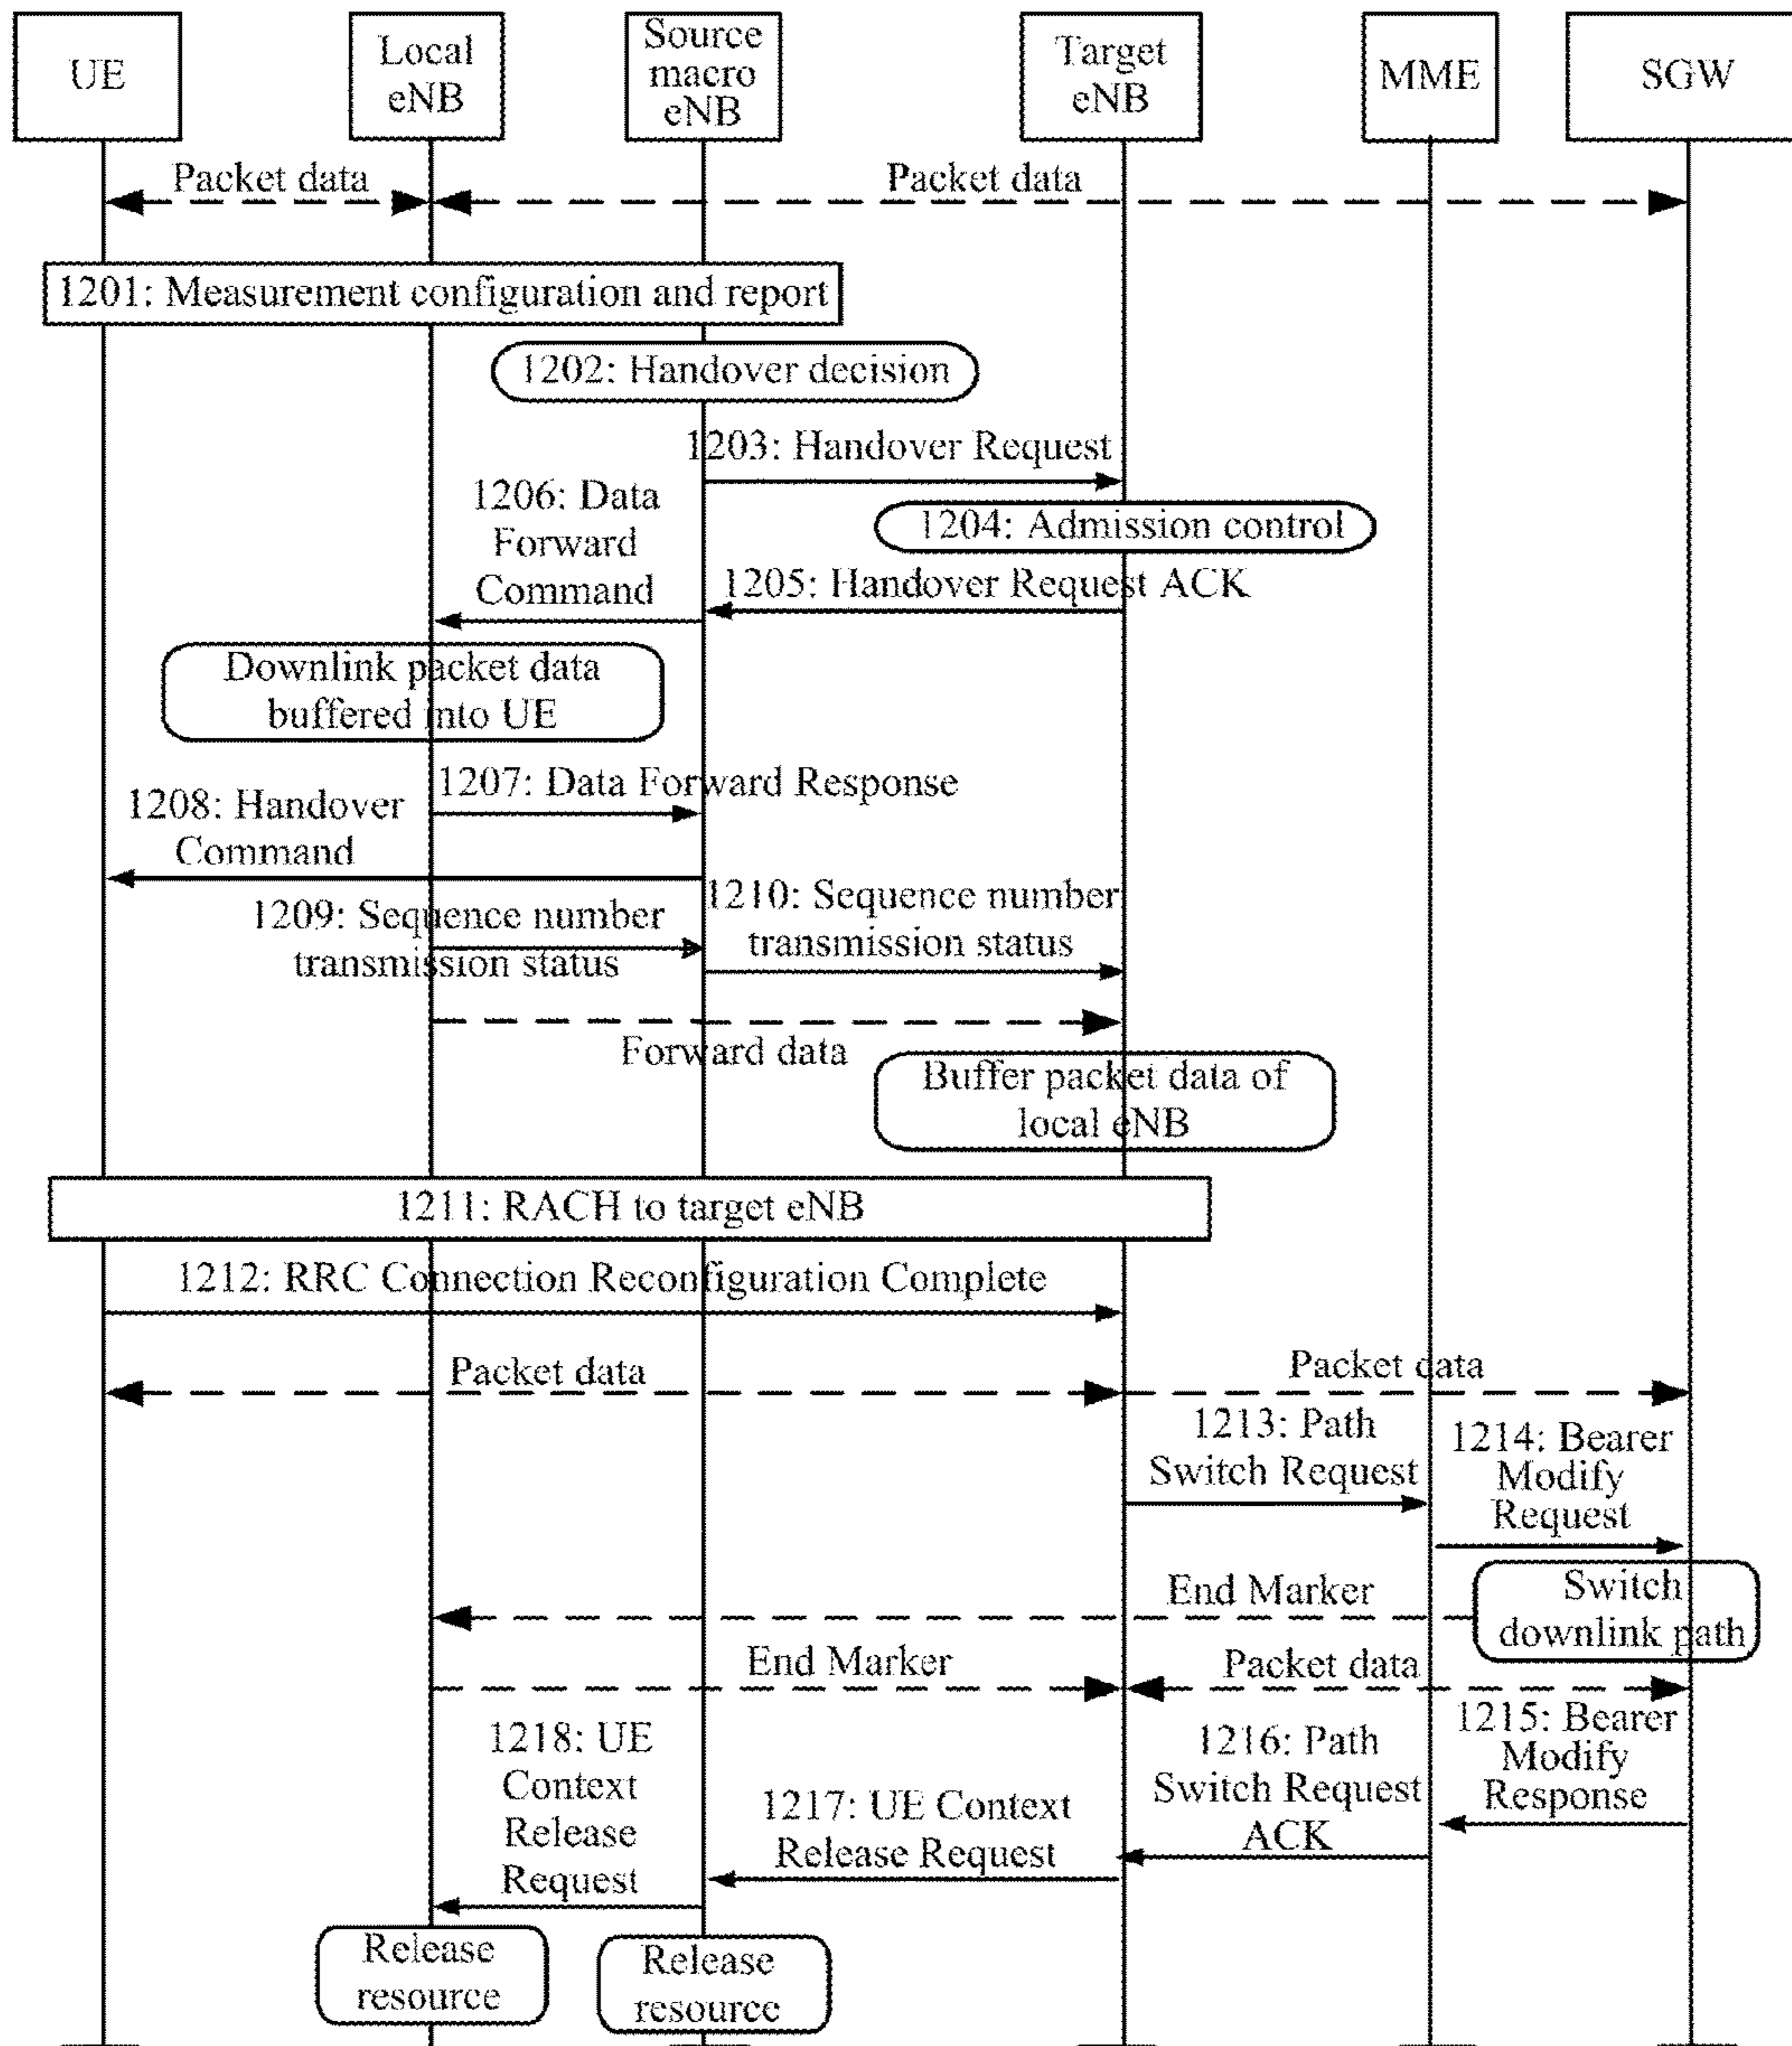 UE
Local
eNB
Source
macro
eNB
Target
eNB
MME
SGW
Packet data
Packet data
1201: Measurement configuration and report
1202: Handover decision
1203: Handover Request
1204: Admission control
1205: Handover Request ACK
1206: Data
Forward
Command
Downlink packet data
buffered into UE
1207: Data Forward Response
1208: Handover
Command
1209: Sequence number
transmission status
1210: Sequence number
transmission status
Forward data
Buffer packet data of
local eNB
1211: RACH to target eNB
1212: RRC Connection Reconfiguration Complete
Packet data
Packet data
1213: Path
Switch Request
1214: Bearer
Modify
Request
Switch
downlink path
End Marker
End Marker
Packet data
1215: Bearer
Modify
Response
1216: Path
Switch Request
ACK
1217: UE Context
Release Request
1218: UE
Context
Release
Request
Release
resource
Release
resource